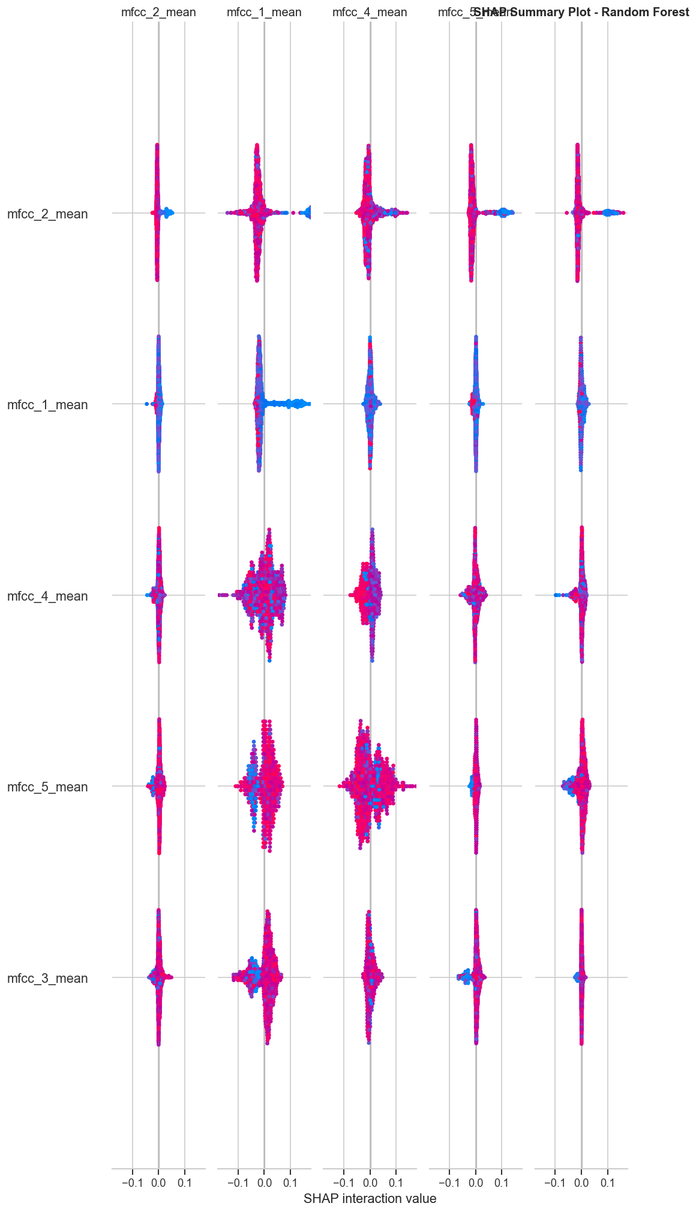 mfcc_2_mean mfcc_1_mean mfcc_4_mean mfcc_5_mean SHAP Summary Plot - Random Forest
mfcc_2_mean
mfcc_1_mean
mfcc_4_mean
mfcc_5_mean
mfcc_3_mean
−0.1 0.0 0.1 −0.1 0.0 0.1 −0.1 0.0 0.1 −0.1 0.0 0.1 −0.1 0.0 0.1
SHAP interaction value